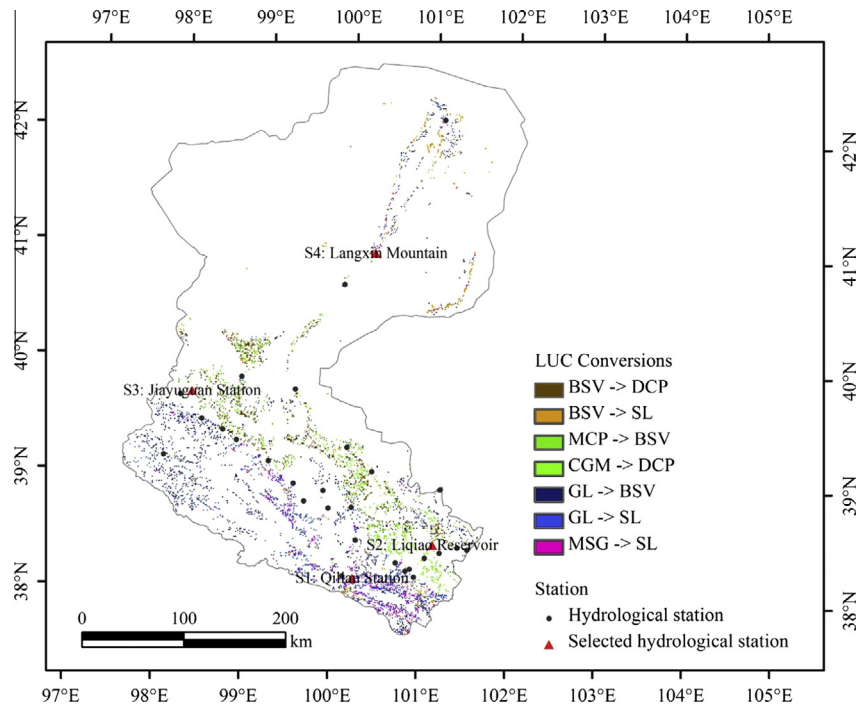 97°E 98°E 99°E 100°E 101°E 102°E 103°E 104°E 105°E
42°N
42°N
S4: Langxin Mountain
41°N
41°N
40°N
40°N
LUC Conversions
S3: Jiayuguan Station
BSV -> DCP
BSV -> SL
MCP -> BSV
39°N
39°N
CGM -> DCP
GL -> BSV
GL -> SL
S2: Liqiao Reservoir
MSG -> SL
38°N
S1: Qilian Station
38°N
Station
0 100 200
km
Hydrological station
Selected hydrological station
97°E 98°E 99°E 100°E 101°E 102°E 103°E 104°E 105°E